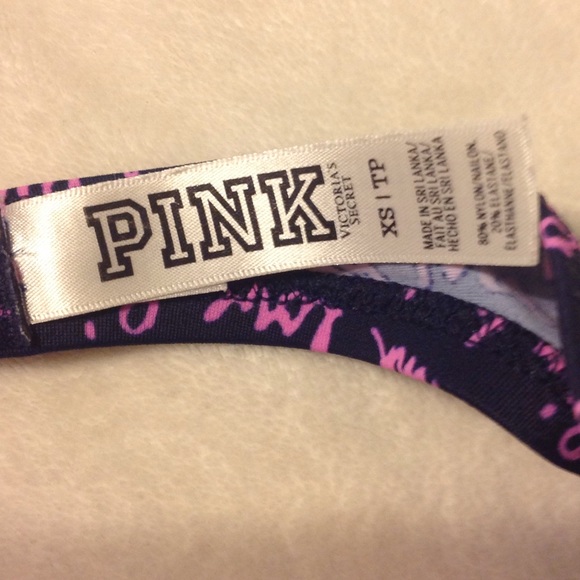 PINK
VICTORIA'S
SECRET
XS | TP
MADE IN SRI LANKA/
FAIT AU SRI LANKA/
HECHO EN SRI LANKA
80% NYLON/NAILON.
20% ELASTANE/
ÉLASTHANNE/ELASTANO